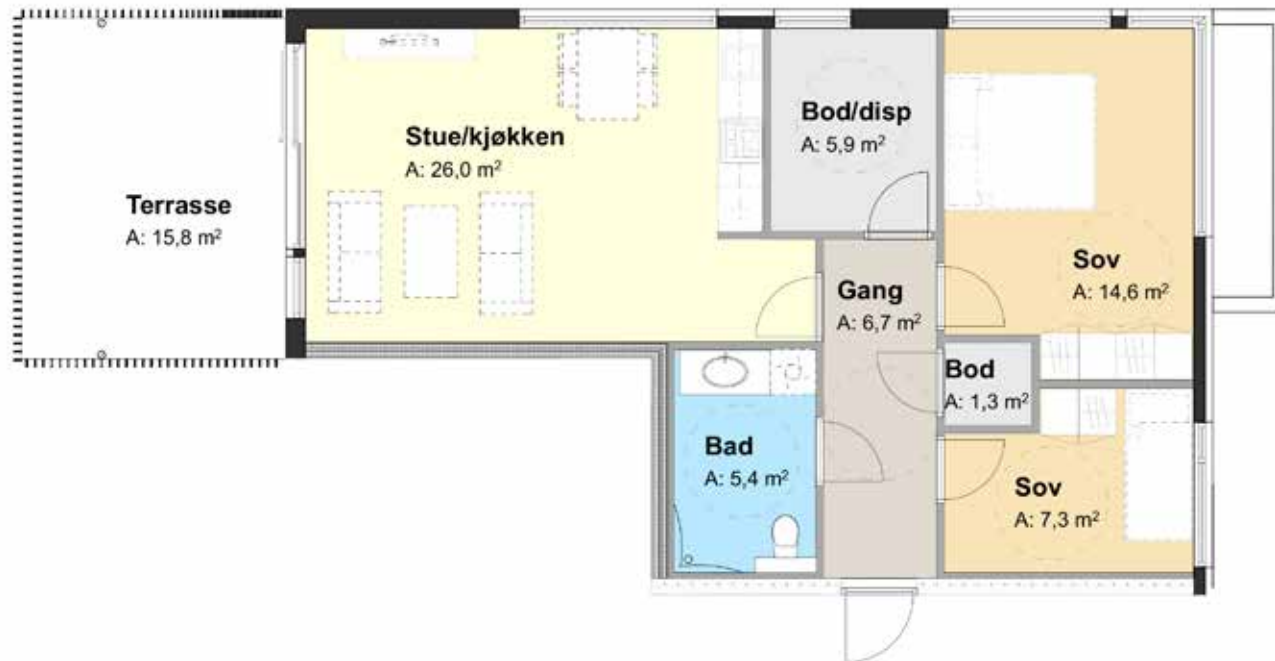 Terrasse
A: 15,8 m²
Stue/kjøkken
A: 26,0 m²
Bod/disp
A: 5,9 m²
Sov
A: 14,6 m²
Gang
A: 6,7 m²
Bod
A: 1,3 m²
Bad
A: 5,4 m²
Sov
A: 7,3 m²